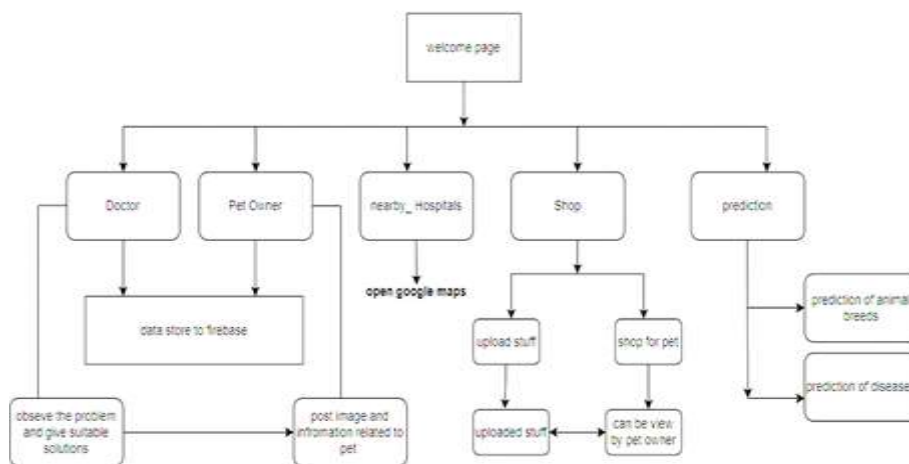 welcome page
Doctor
Pet Owner
nearby_ Hospitals
Shop
prediction
open google maps
data store to firebase
prediction of animal
breeds
upload stuff
shop for pet
prediction of disease
obseve the problem
and give suitable
solutions
post image and
infromation related to
pet
uploaded stuff
can be view
by pet owner